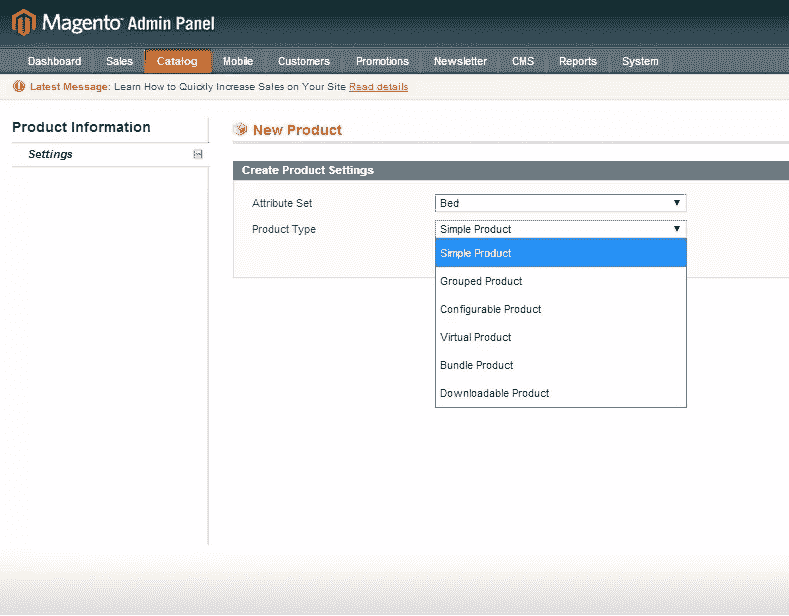 Magento Admin Panel
Dashboard Sales Catalog Mobile Customers Promotions Newsletter CMS Reports System
Latest Message: Learn How to Quickly Increase Sales on Your Site Read details
Product Information
Settings
New Product
Create Product Settings
Attribute Set Bed
Product Type Simple Product
Simple Product
Grouped Product
Configurable Product
Virtual Product
Bundle Product
Downloadable Product